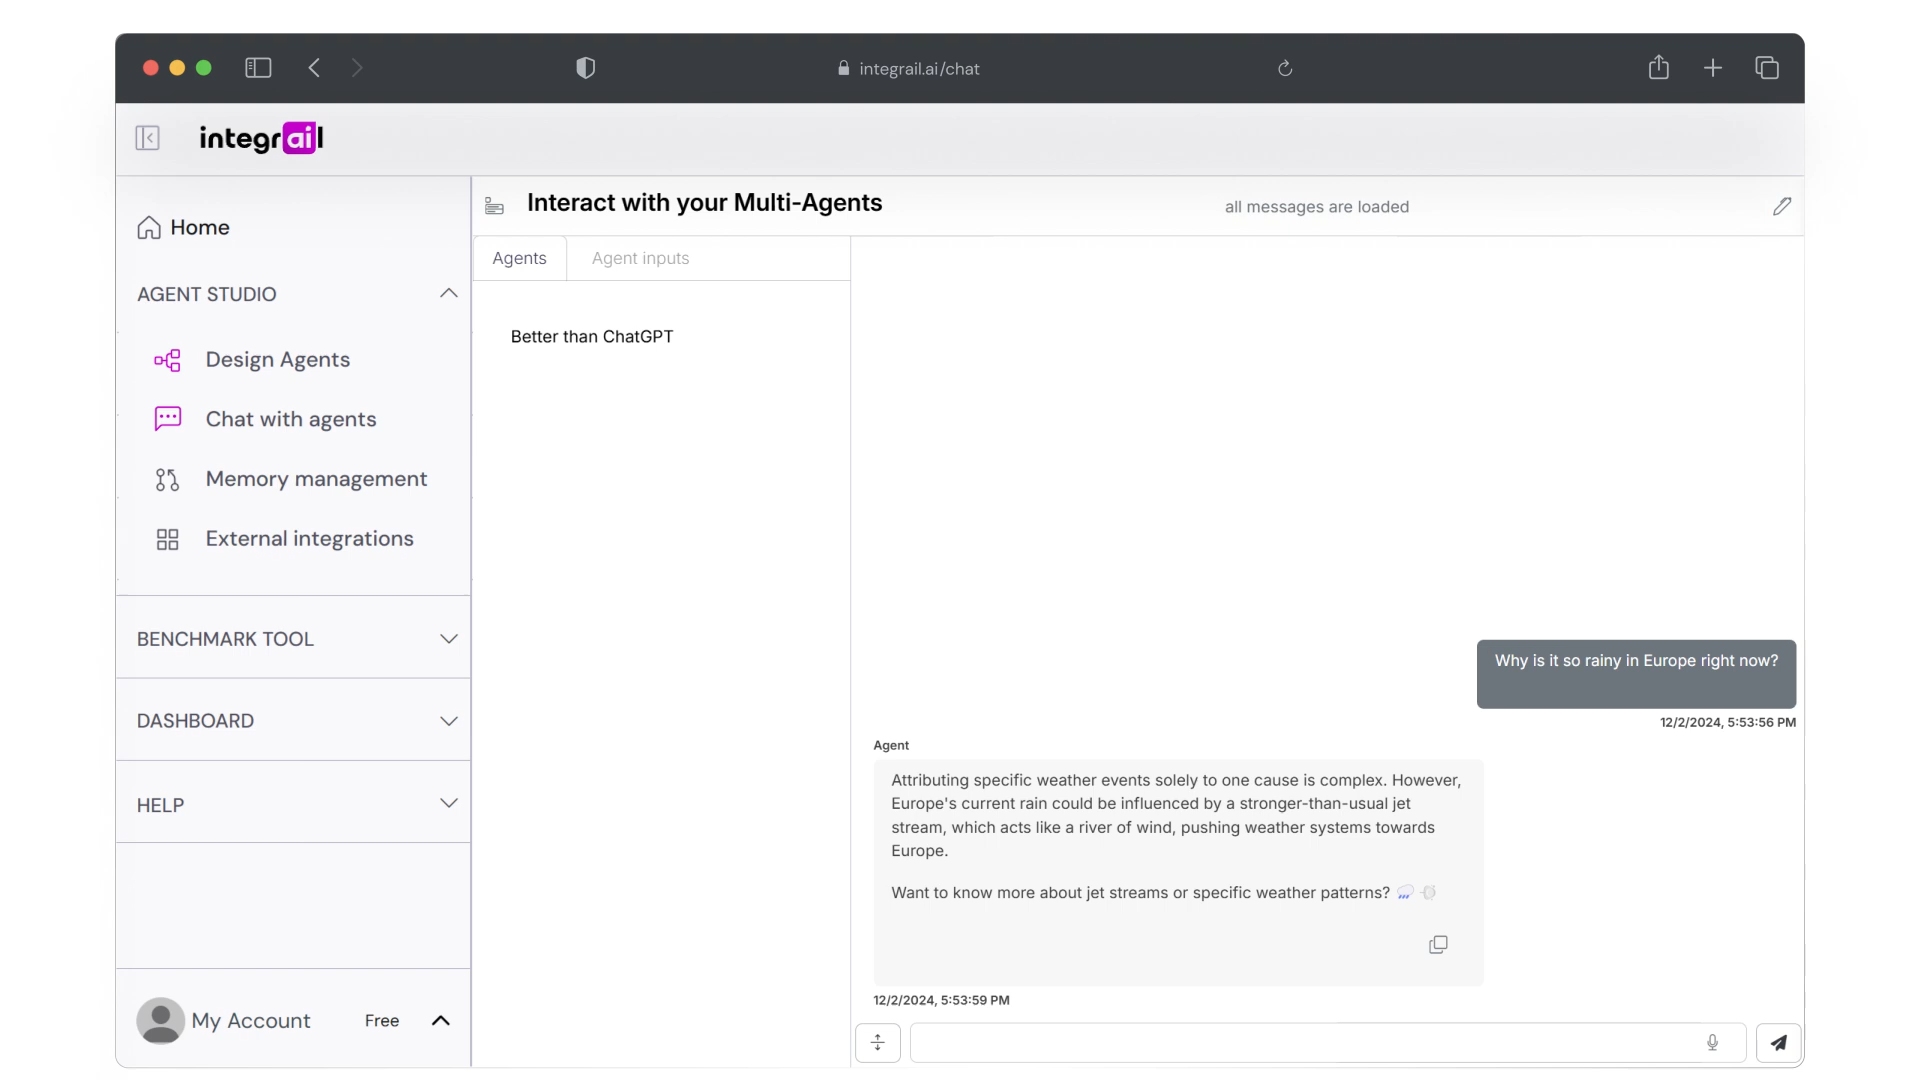 integrail.ai/chat
integrail
Home
AGENT STUDIO
Design Agents
Chat with agents
Memory management
External integrations
BENCHMARK TOOL
DASHBOARD
HELP
My Account Free
Interact with your Multi-Agents
all messages are loaded
Agents Agent inputs
Better than ChatGPT
Why is it so rainy in Europe right now?
12/2/2024, 5:53:56 PM
Agent
Attributing specific weather events solely to one cause is complex. However,
Europe's current rain could be influenced by a stronger-than-usual jet
stream, which acts like a river of wind, pushing weather systems towards
Europe.
Want to know more about jet streams or specific weather patterns? 🌧️🌬️
12/2/2024, 5:53:59 PM